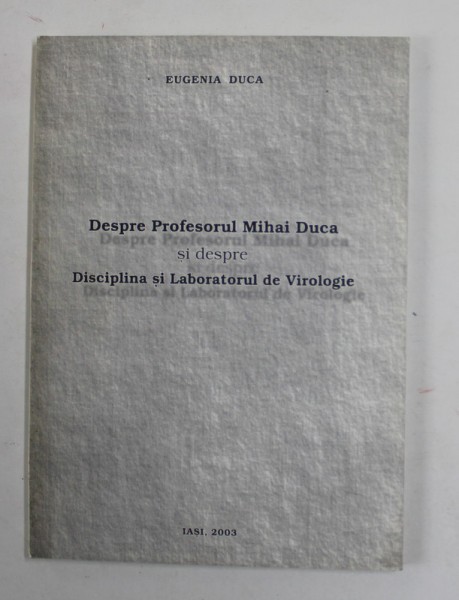 EUGENIA DUCA
Despre Profesorul Mihai Duca
și despre
Disciplina și Laboratorul de Virologie
IASI, 2003